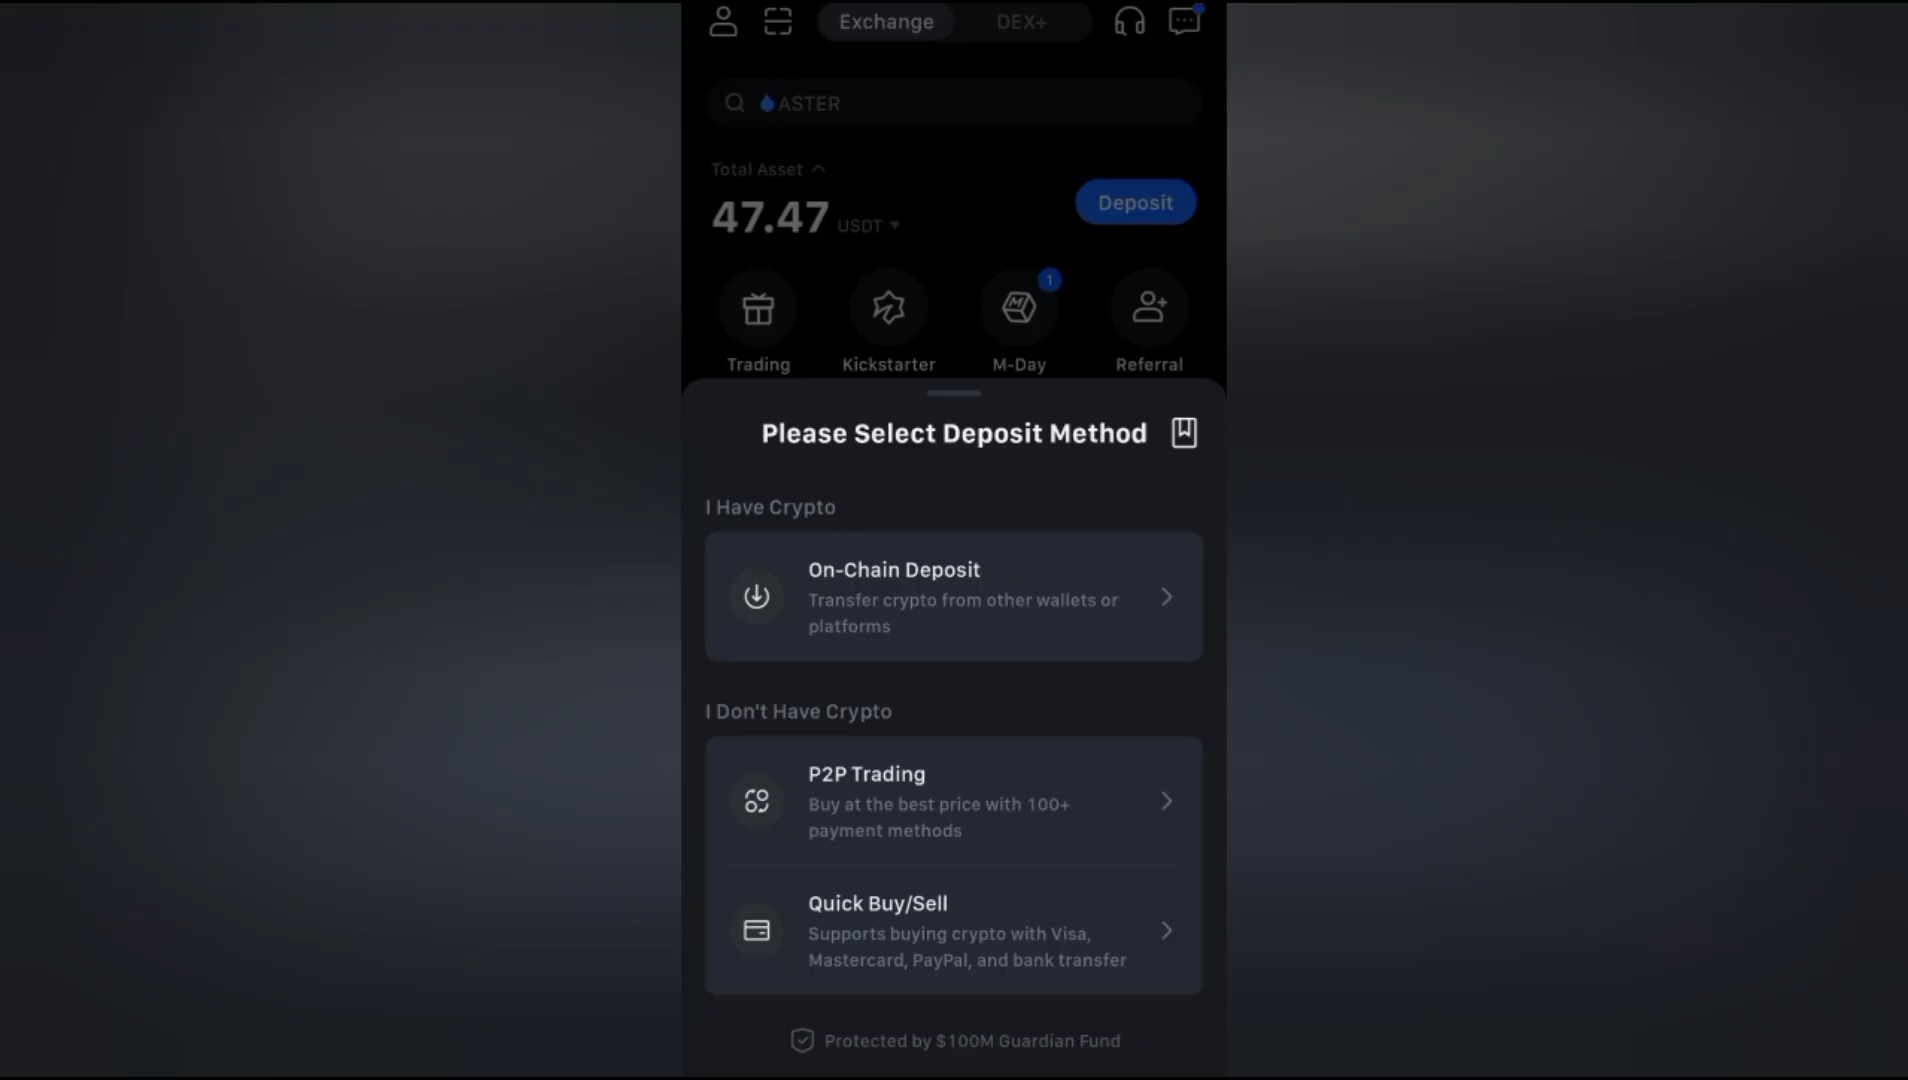 Exchange
DEX+
ASTER
Total Asset
47.47 USDT
Deposit
1
Trading
Kickstarter
M-Day
Referral
Please Select Deposit Method
I Have Crypto
On-Chain Deposit
Transfer crypto from other wallets or
platforms
I Don't Have Crypto
P2P Trading
Buy at the best price with 100+
payment methods
Quick Buy/Sell
Supports buying crypto with Visa,
Mastercard, PayPal, and bank transfer
Protected by $100M Guardian Fund